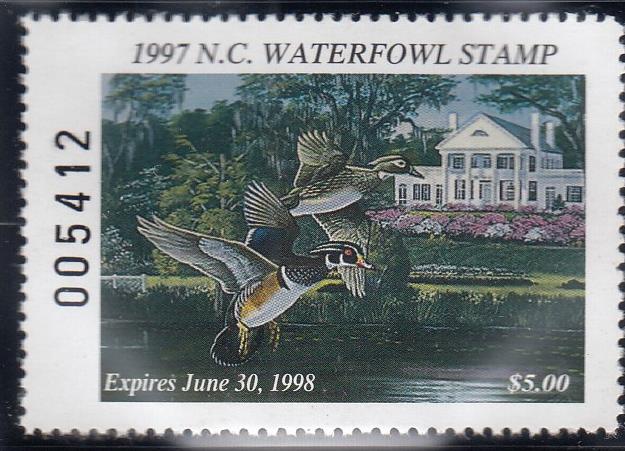 1997 N.C. WATERFOWL STAMP
005412
Expires June 30, 1998
$5.00